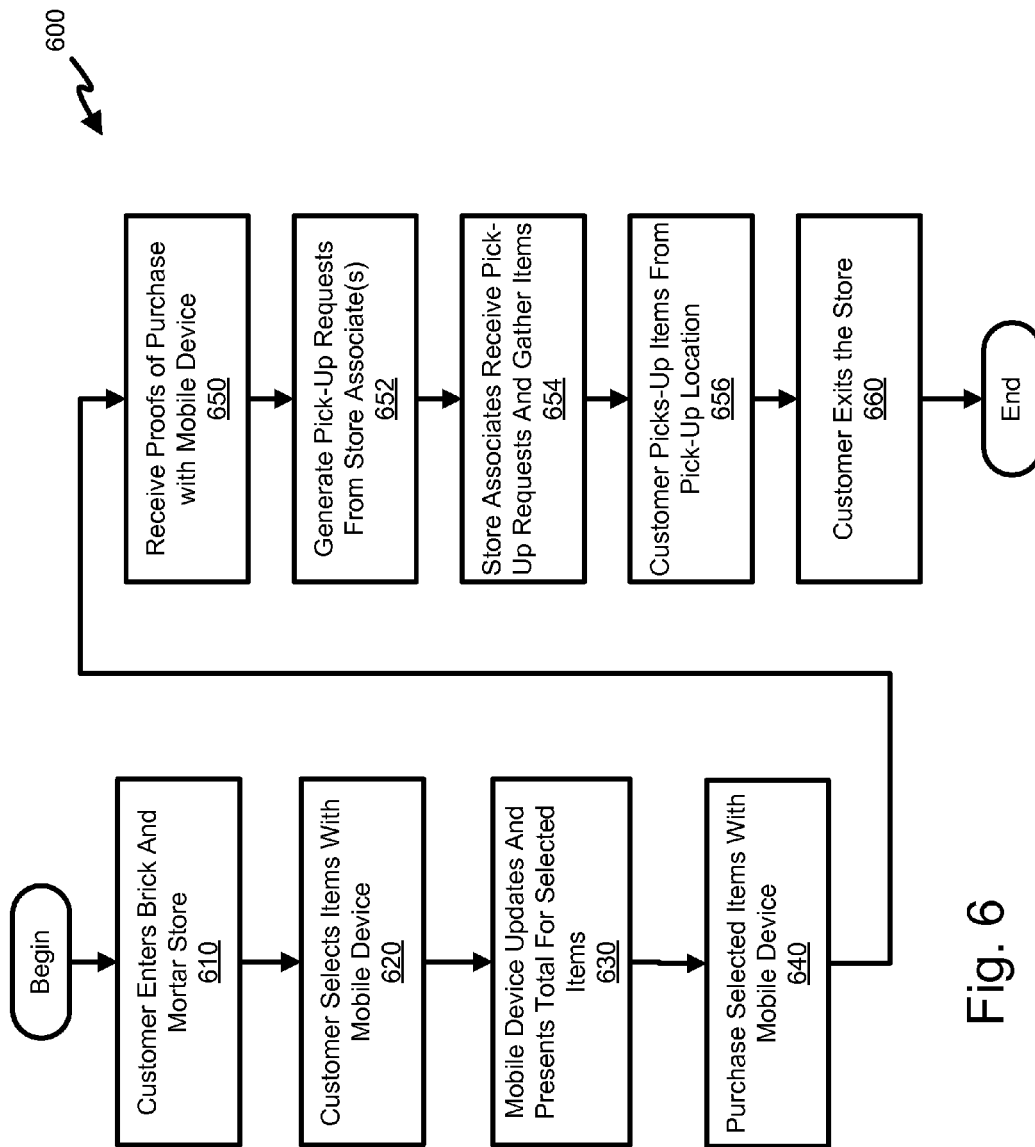 600
Begin
Customer Enters Brick And
Mortar Store
610
Customer Selects Items With
Mobile Device
620
Mobile Device Updates And
Presents Total For Selected
Items
630
Purchase Selected Items With
Mobile Device
640
Receive Proofs of Purchase
with Mobile Device
650
Generate Pick-Up Requests
From Store Associate(s)
652
Store Associates Receive Pick-
Up Requests And Gather Items
654
Customer Picks-Up Items From
Pick-Up Location
656
Customer Exits the Store
660
End
Fig. 6